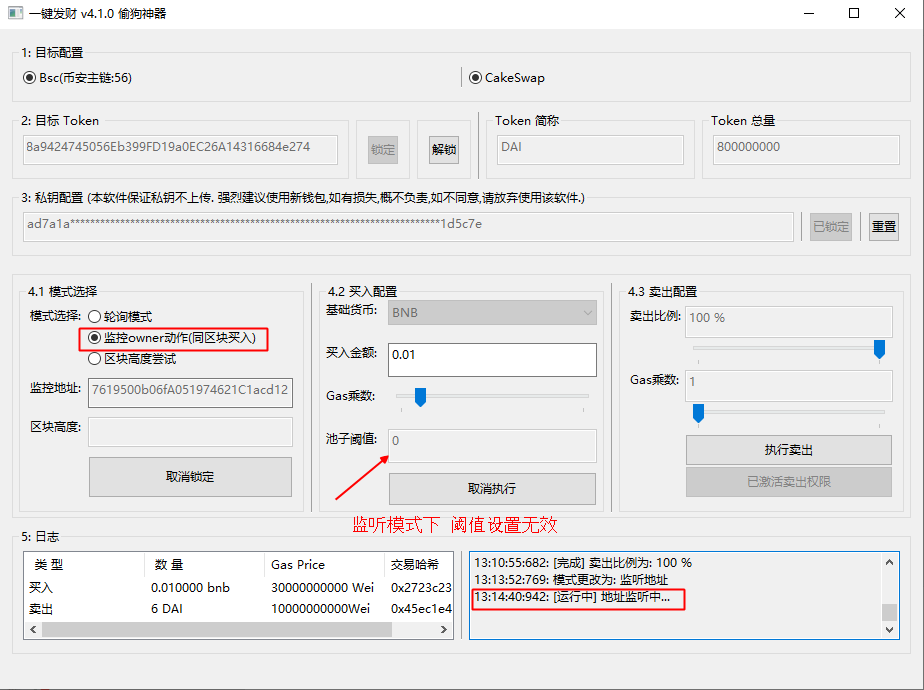 一键发财 v4.1.0 偷狗神器
1: 目标配置
Bsc(币安主链:56)
CakeSwap
2: 目标 Token
8a9424745056Eb399FD19a0EC26A14316684e274
锁定
解锁
Token 简称
DAI
Token 总量
800000000
3: 私钥配置 (本软件保证私钥不上传. 强烈建议使用新钱包,如有损失,概不负责,如不同意,请放弃使用该软件.)
ad7a1a**************************************************************************1d5c7e
已锁定
重置
4.1 模式选择
模式选择:
轮询模式
监控owner动作(同区块买入)
区块高度尝试
监控地址:
7619500b06fA051974621C1acd12
区块高度:
取消锁定
4.2 买入配置
基础货币:
BNB
买入金额:
0.01
Gas乘数:
池子阈值:
0
取消执行
4.3 卖出配置
卖出比例:
100 %
Gas乘数:
1
执行卖出
已激活卖出权限
监听模式下 阈值设置无效
5: 日志
类 型 数 量 Gas Price 交易哈希
买入 0.010000 bnb 30000000000 Wei 0x2723c23
卖出 6 DAI 10000000000Wei 0x45ec1e4
13:10:55:682: [完成] 卖出比例为: 100 %
13:13:52:769: 模式更改为: 监听地址
13:14:40:942: [运行中] 地址监听中...